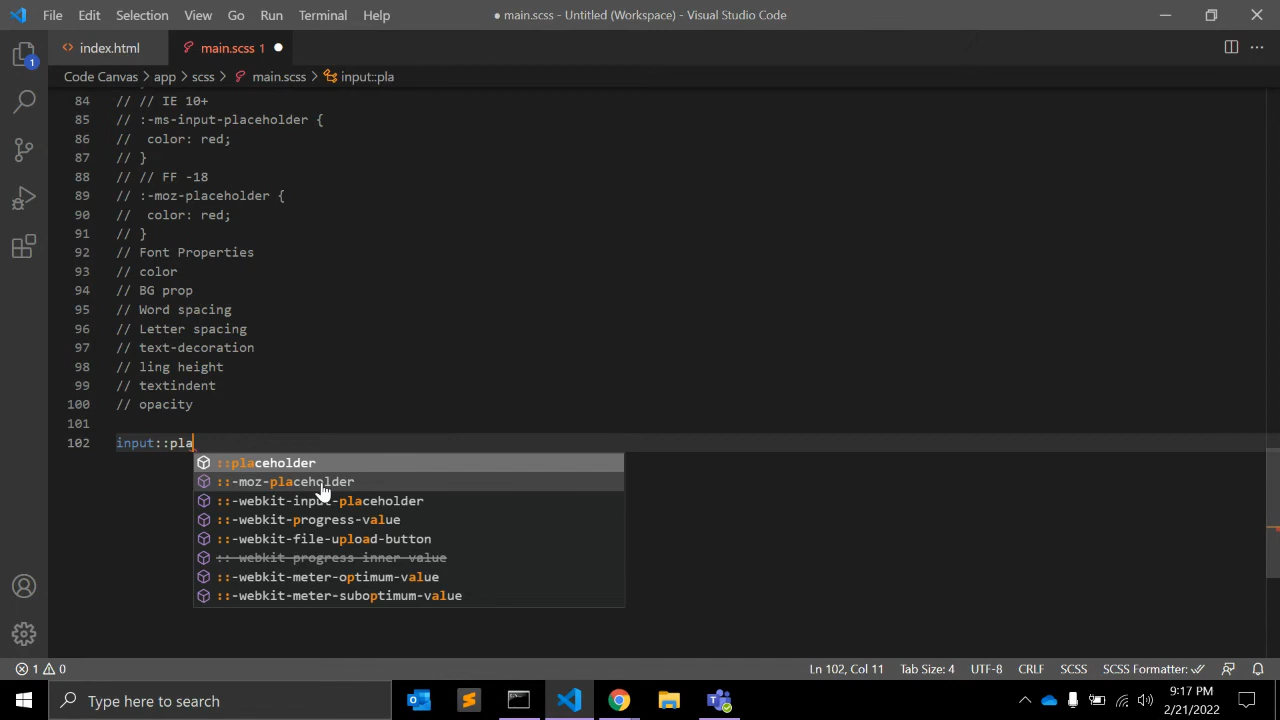 File Edit Selection View Go Run Terminal Help
● main.scss - Untitled (Workspace) - Visual Studio Code
1
index.html
main.scss 1
Code Canvas > app > scss > main.scss > input::pla
84 // // IE 10+
85 // :-ms-input-placeholder {
86 //  color: red;
87 // }
88 // // FF -18
89 // :-moz-placeholder {
90 //  color: red;
91 // }
92 // Font Properties
93 // color
94 // BG prop
95 // Word spacing
96 // Letter spacing
97 // text-decoration
98 // ling height
99 // textindent
100 // opacity
101
102 input::pla
::placeholder
::-moz-placeholder
::-webkit-input-placeholder
::-webkit-progress-value
::-webkit-file-upload-button
::-webkit-progress-inner-value
::-webkit-meter-optimum-value
::-webkit-meter-suboptimum-value
1 0
Ln 102, Col 11 Tab Size: 4 UTF-8 CRLF SCSS SCSS Formatter:
Type here to search
9:17 PM
2/21/2022